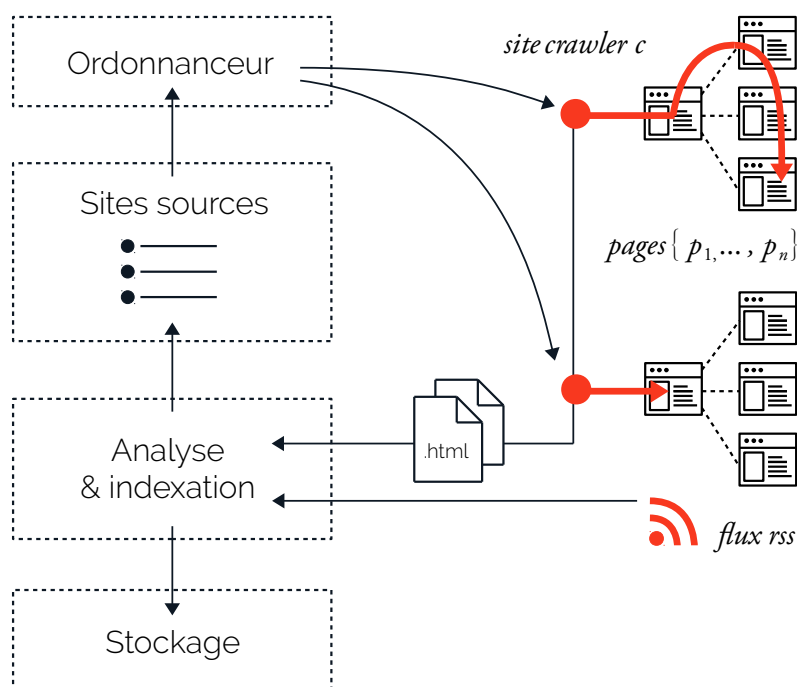 Ordonnanceur
site crawler c
Sites sources
pages { p1,... , pn}
.html
Analyse
& indexation
flux rss
Stockage